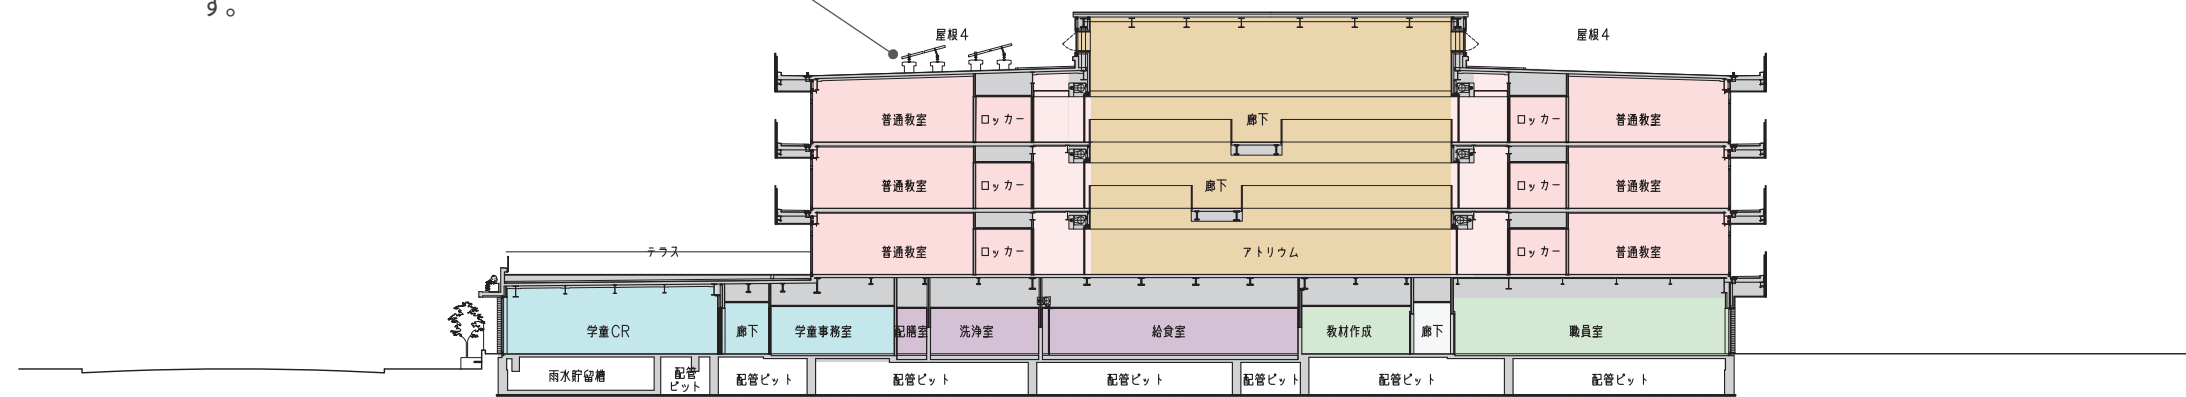 す。
屋根4
屋根4
普通教室
ロッカー
廊下
ロッカー
普通教室
普通教室
ロッカー
廊下
ロッカー
普通教室
テラス
普通教室
ロッカー
アトリウム
ロッカー
普通教室
学童CR
廊下
学童事務室
配膳室
洗浄室
給食室
教材作成
廊下
職員室
雨水貯留槽
配管
ピット
配管ピット
配管ピット
配管ピット
配管ピット
配管ピット
配管ピット